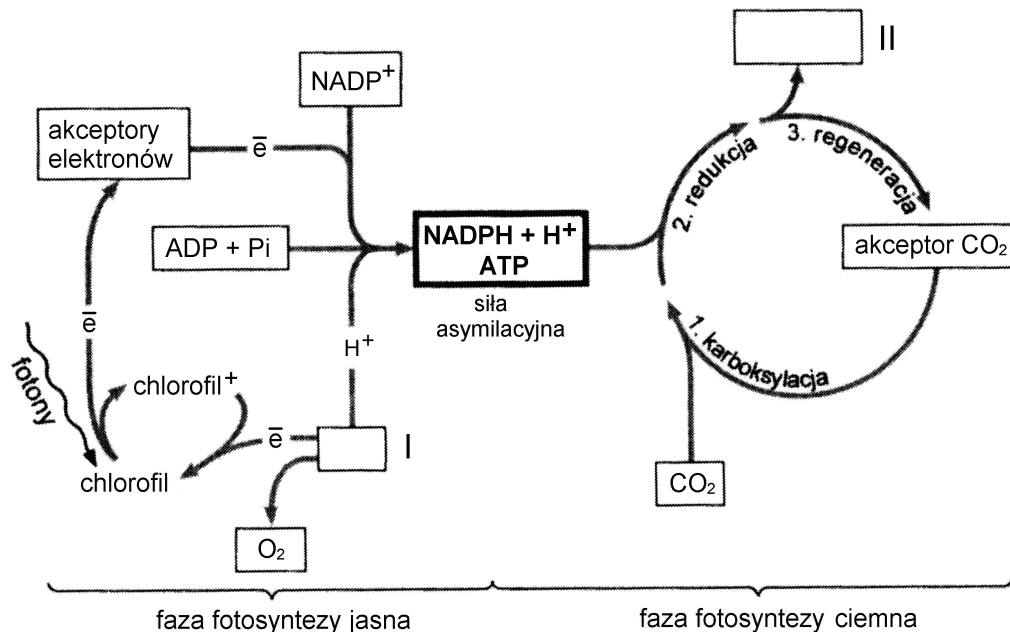 II
NADP⁺
akceptory
elektronów
e̅
2. redukcja
3. regeneracja
ADP + Pi
NADPH + H⁺
ATP
akceptor CO₂
siła
asymilacyjna
e̅
H⁺
fotony
1. karboksylacja
chlorofil⁺
e̅
I
chlorofil
CO₂
O₂
faza fotosyntezy jasna
faza fotosyntezy ciemna